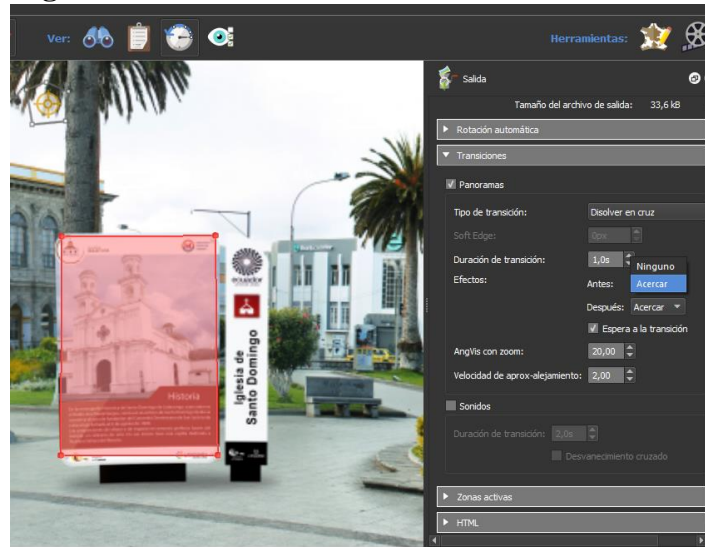 Ver:
Herramientas:
Salida
Tamaño del archivo de salida: 33,6 kB
Rotación automática
Transiciones
Panoramas
Tipo de transición: Disolver en cruz
Soft Edge: 0px
Duración de transición: 1,0s
Ninguno
Efectos: Antes: Acercar
Después: Acercar
Espera a la transición
AngVis con zoom: 20,00
Velocidad de aprox-alejamiento: 2,00
Sonidos
Duración de transición: 2,0s
Desvanecimiento cruzado
Zonas activas
HTML
ecuador
Iglesia de
Santo Domingo
Historia